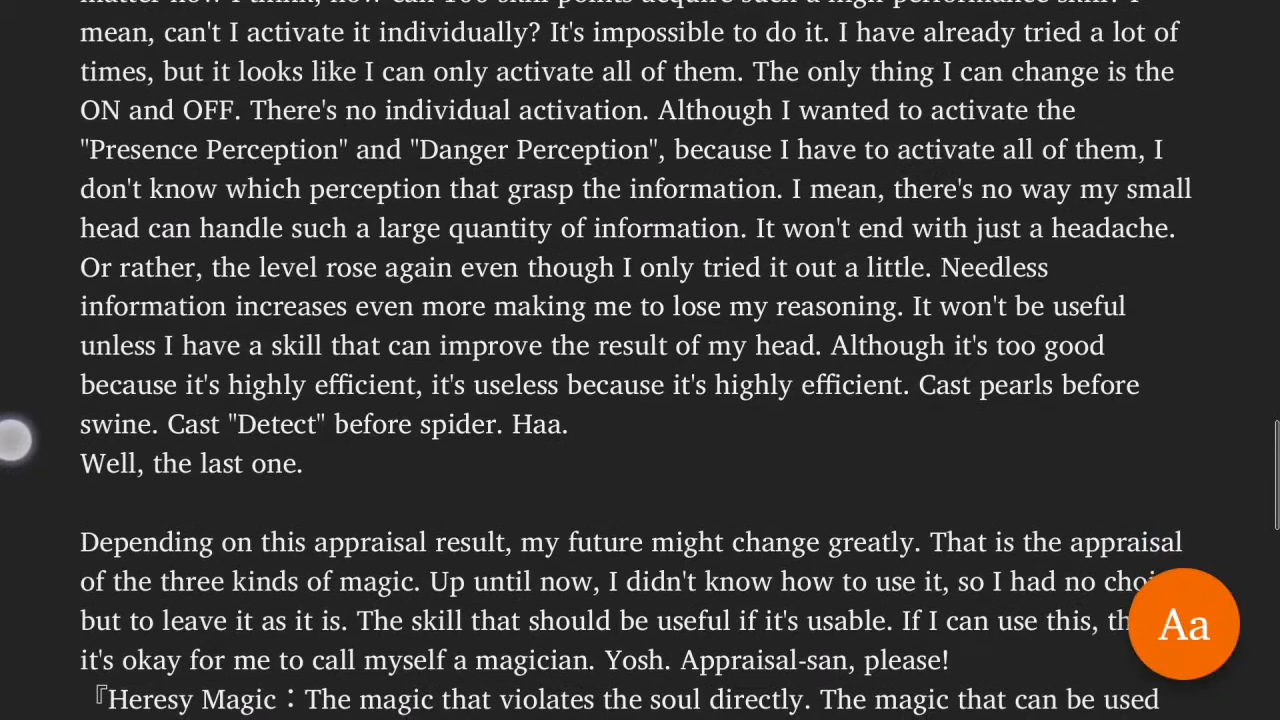 mean, can't I activate it individually? It's impossible to do it. I have already tried a lot of
times, but it looks like I can only activate all of them. The only thing I can change is the
ON and OFF. There's no individual activation. Although I wanted to activate the
"Presence Perception" and "Danger Perception", because I have to activate all of them, I
don't know which perception that grasp the information. I mean, there's no way my small
head can handle such a large quantity of information. It won't end with just a headache.
Or rather, the level rose again even though I only tried it out a little. Needless
information increases even more making me to lose my reasoning. It won't be useful
unless I have a skill that can improve the result of my head. Although it's too good
because it's highly efficient, it's useless because it's highly efficient. Cast pearls before
swine. Cast "Detect" before spider. Haa.
Well, the last one.
Depending on this appraisal result, my future might change greatly. That is the appraisal
of the three kinds of magic. Up until now, I didn't know how to use it, so I had no
but to leave it as it is. The skill that should be useful if it's usable. If I can use this,
it's okay for me to call myself a magician. Yosh. Appraisal-san, please!
『Heresy Magic：The magic that violates the soul directly. The magic that can be used
Aa